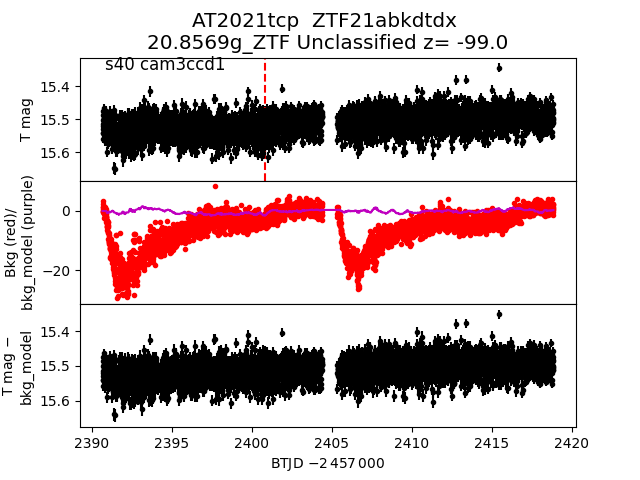 AT2021tcp  ZTF21abkdtdx
20.8569g_ZTF Unclassified z= -99.0
s40 cam3ccd1
T mag
15.4
15.5
15.6
Bkg (red)/
bkg_model (purple)
0
−20
T mag −
bkg_model
15.4
15.5
15.6
2390
2395
2400
2405
2410
2415
2420
BTJD −2 457 000